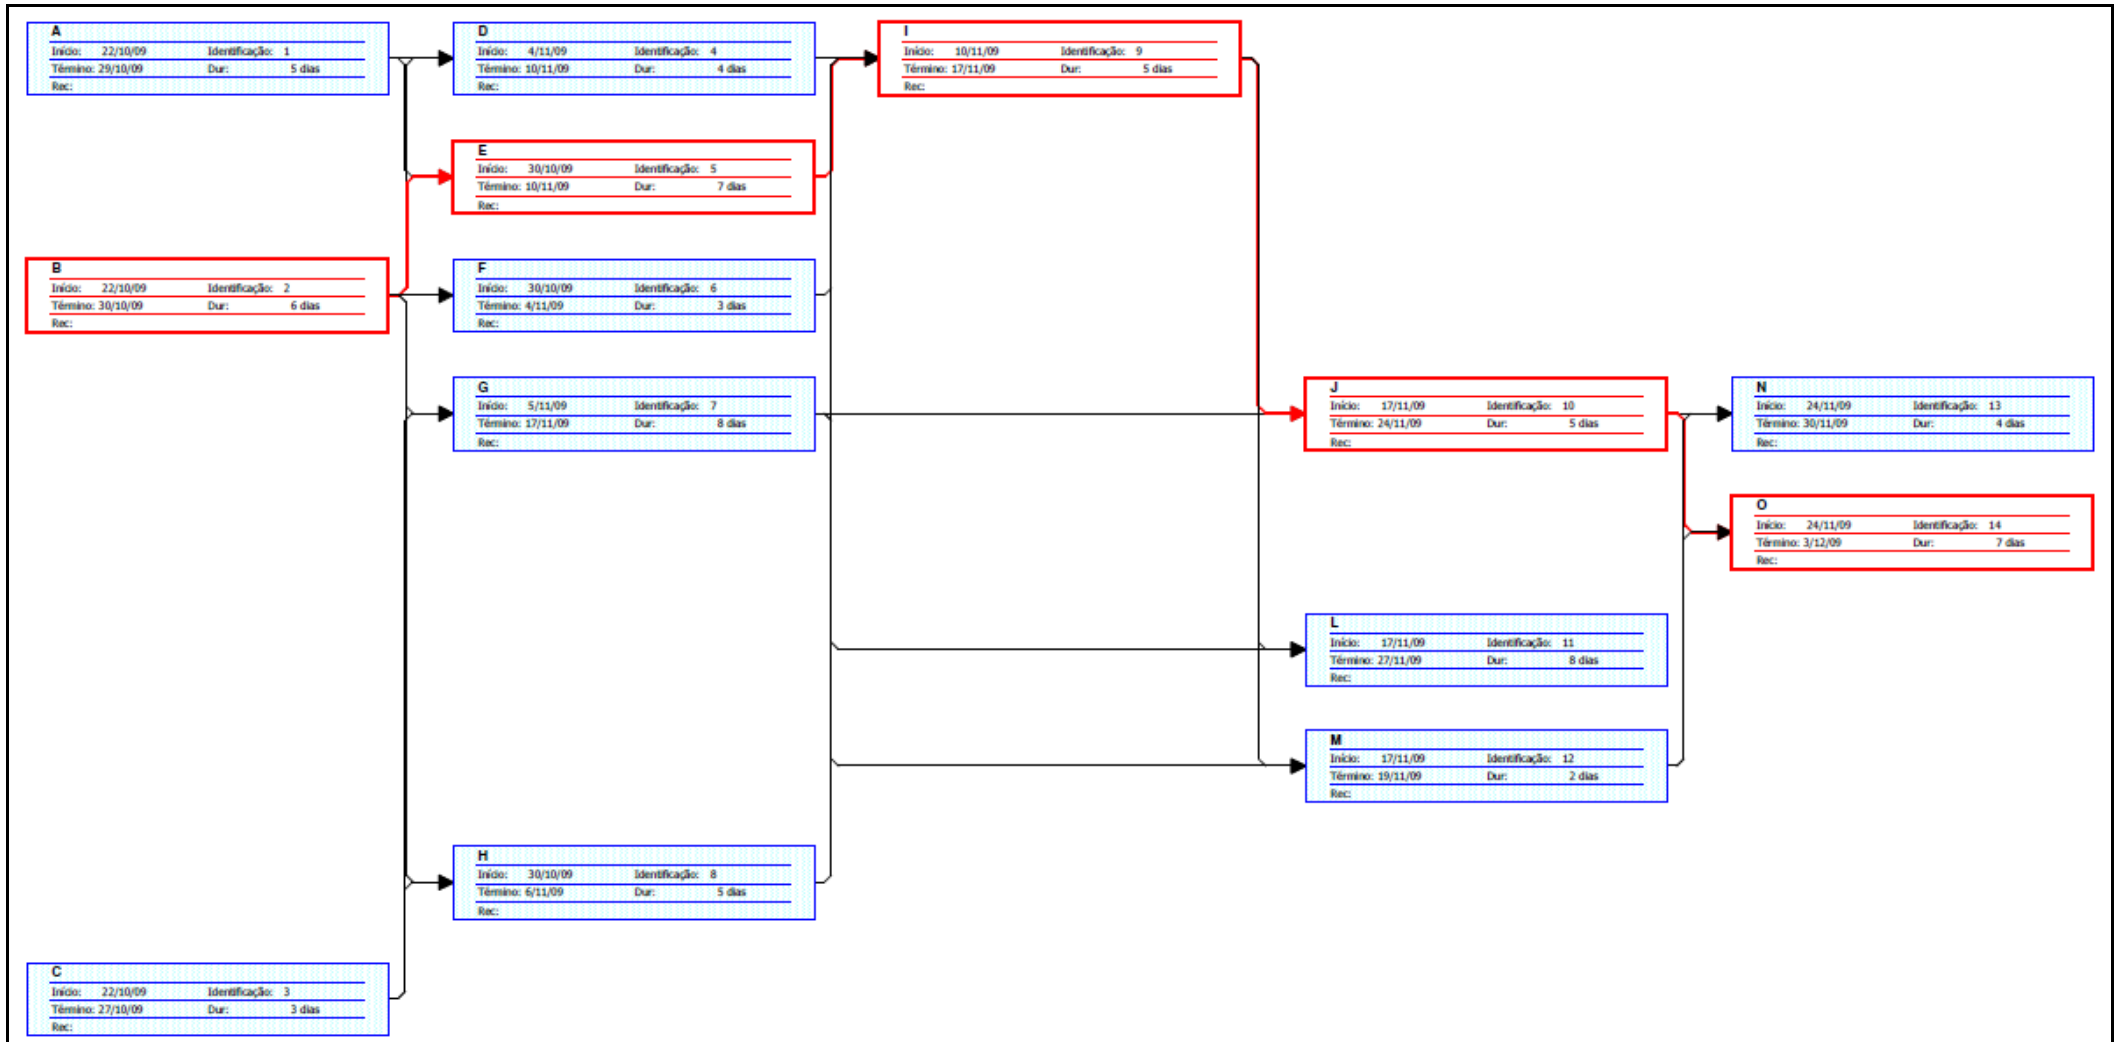 A
Início: 22/10/09 Identificação: 1
Término: 29/10/09 Dur: 5 dias
Rec:
D
Início: 4/11/09 Identificação: 4
Término: 10/11/09 Dur: 4 dias
Rec:
I
Início: 10/11/09 Identificação: 9
Término: 17/11/09 Dur: 5 dias
Rec:
E
Início: 30/10/09 Identificação: 5
Término: 10/11/09 Dur: 7 dias
Rec:
B
Início: 22/10/09 Identificação: 2
Término: 30/10/09 Dur: 6 dias
Rec:
F
Início: 30/10/09 Identificação: 6
Término: 4/11/09 Dur: 3 dias
Rec:
G
Início: 5/11/09 Identificação: 7
Término: 17/11/09 Dur: 8 dias
Rec:
J
Início: 17/11/09 Identificação: 10
Término: 24/11/09 Dur: 5 dias
Rec:
N
Início: 24/11/09 Identificação: 13
Término: 30/11/09 Dur: 4 dias
Rec:
O
Início: 24/11/09 Identificação: 14
Término: 3/12/09 Dur: 7 dias
Rec:
L
Início: 17/11/09 Identificação: 11
Término: 27/11/09 Dur: 8 dias
Rec:
M
Início: 17/11/09 Identificação: 12
Término: 19/11/09 Dur: 2 dias
Rec:
H
Início: 30/10/09 Identificação: 8
Término: 6/11/09 Dur: 5 dias
Rec:
C
Início: 22/10/09 Identificação: 3
Término: 27/10/09 Dur: 3 dias
Rec: